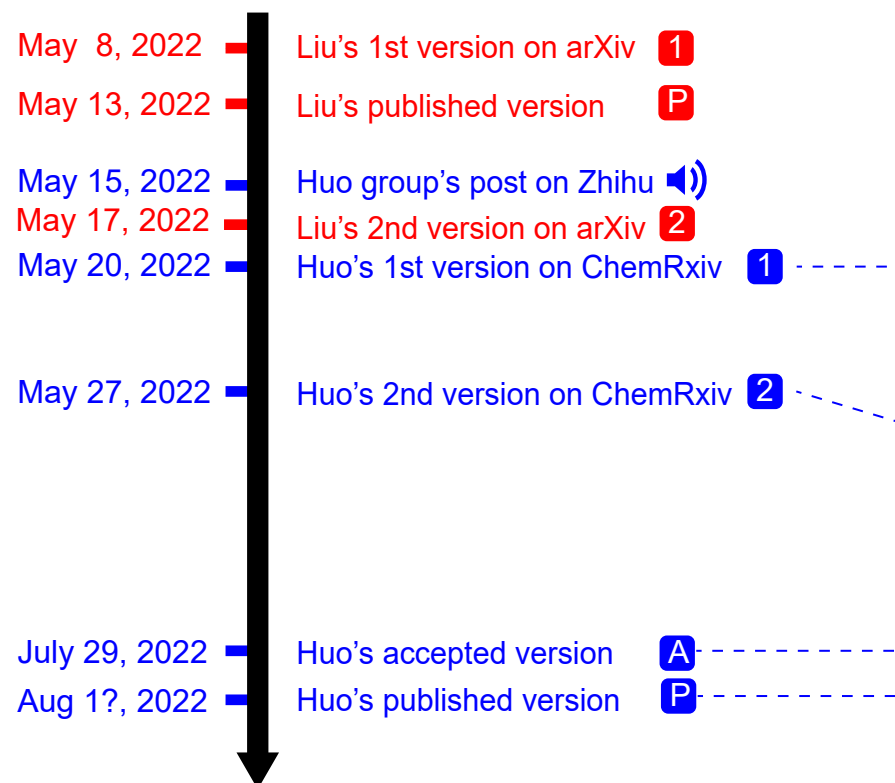 May 8, 2022 Liu's 1st version on arXiv 1
May 13, 2022 Liu's published version P
May 15, 2022 Huo group's post on Zhihu
May 17, 2022 Liu's 2nd version on arXiv 2
May 20, 2022 Huo's 1st version on ChemRxiv 1
May 27, 2022 Huo's 2nd version on ChemRxiv 2
July 29, 2022 Huo's accepted version A
Aug 1?, 2022 Huo's published version P